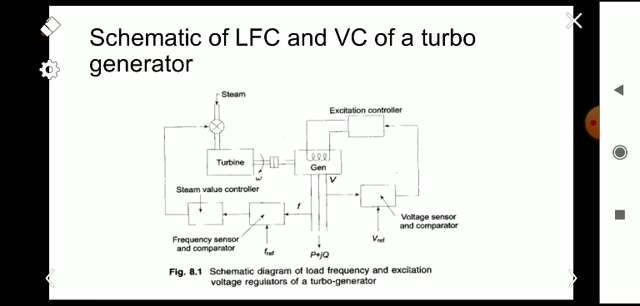 Schematic of LFC and VC of a turbo
generator
Steam
Excitation controller
Turbine
Gen
ω
V
Steam value controller
f
Voltage sensor
and comparator
Frequency sensor
and comparator
fref
Vref
P+jQ
Fig. 8.1 Schematic diagram of load frequency and excitation
voltage regulators of a turbo-generator